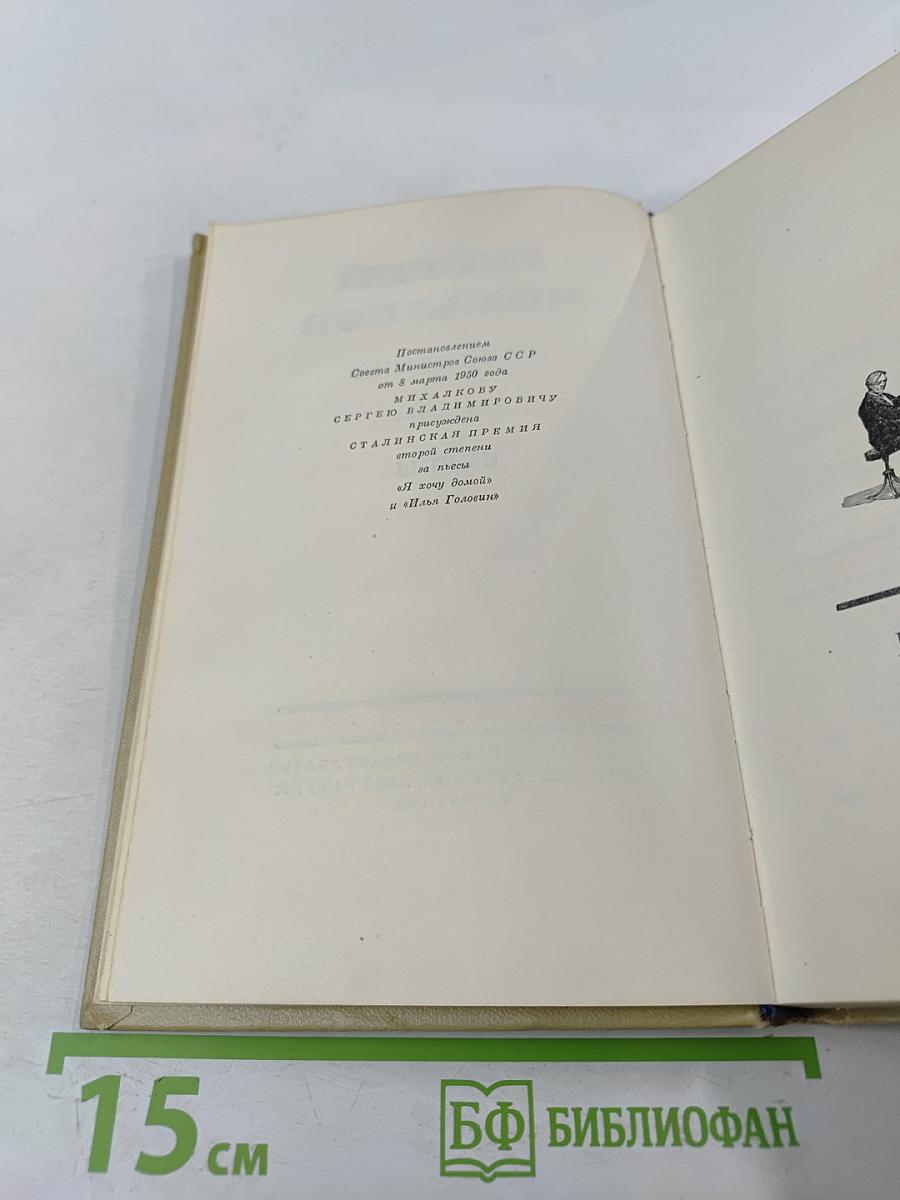 Постановлением
Совета Министров Союза ССР
от 8 марта 1950 года
МИХАЛКОВУ
СЕРГЕЮ ВЛАДИМИРОВИЧУ
присуждена
СТАЛИНСКАЯ ПРЕМИЯ
второй степени
за пьесы
«Я хочу домой»
и «Илья Головин»
15 см
БФ БИБЛИОФАН